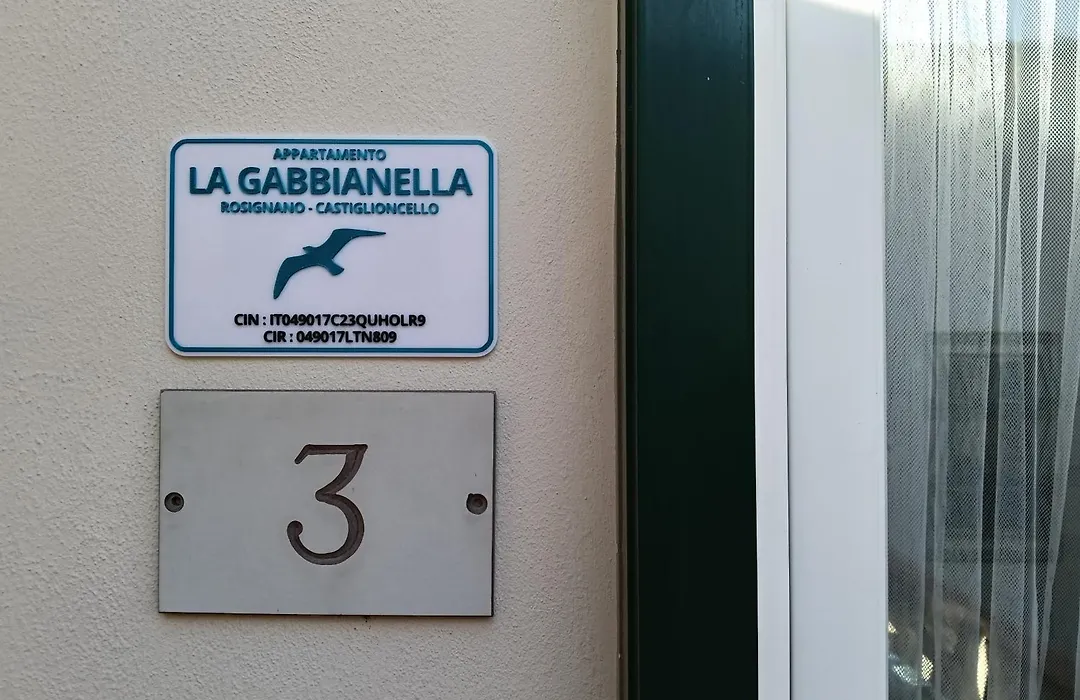 APPARTAMENTO
LA GABBIANELLA
ROSIGNANO - CASTIGLIONCELLO
CIN : IT049017C23QUHOLR9
CIR : 049017LTN809
3